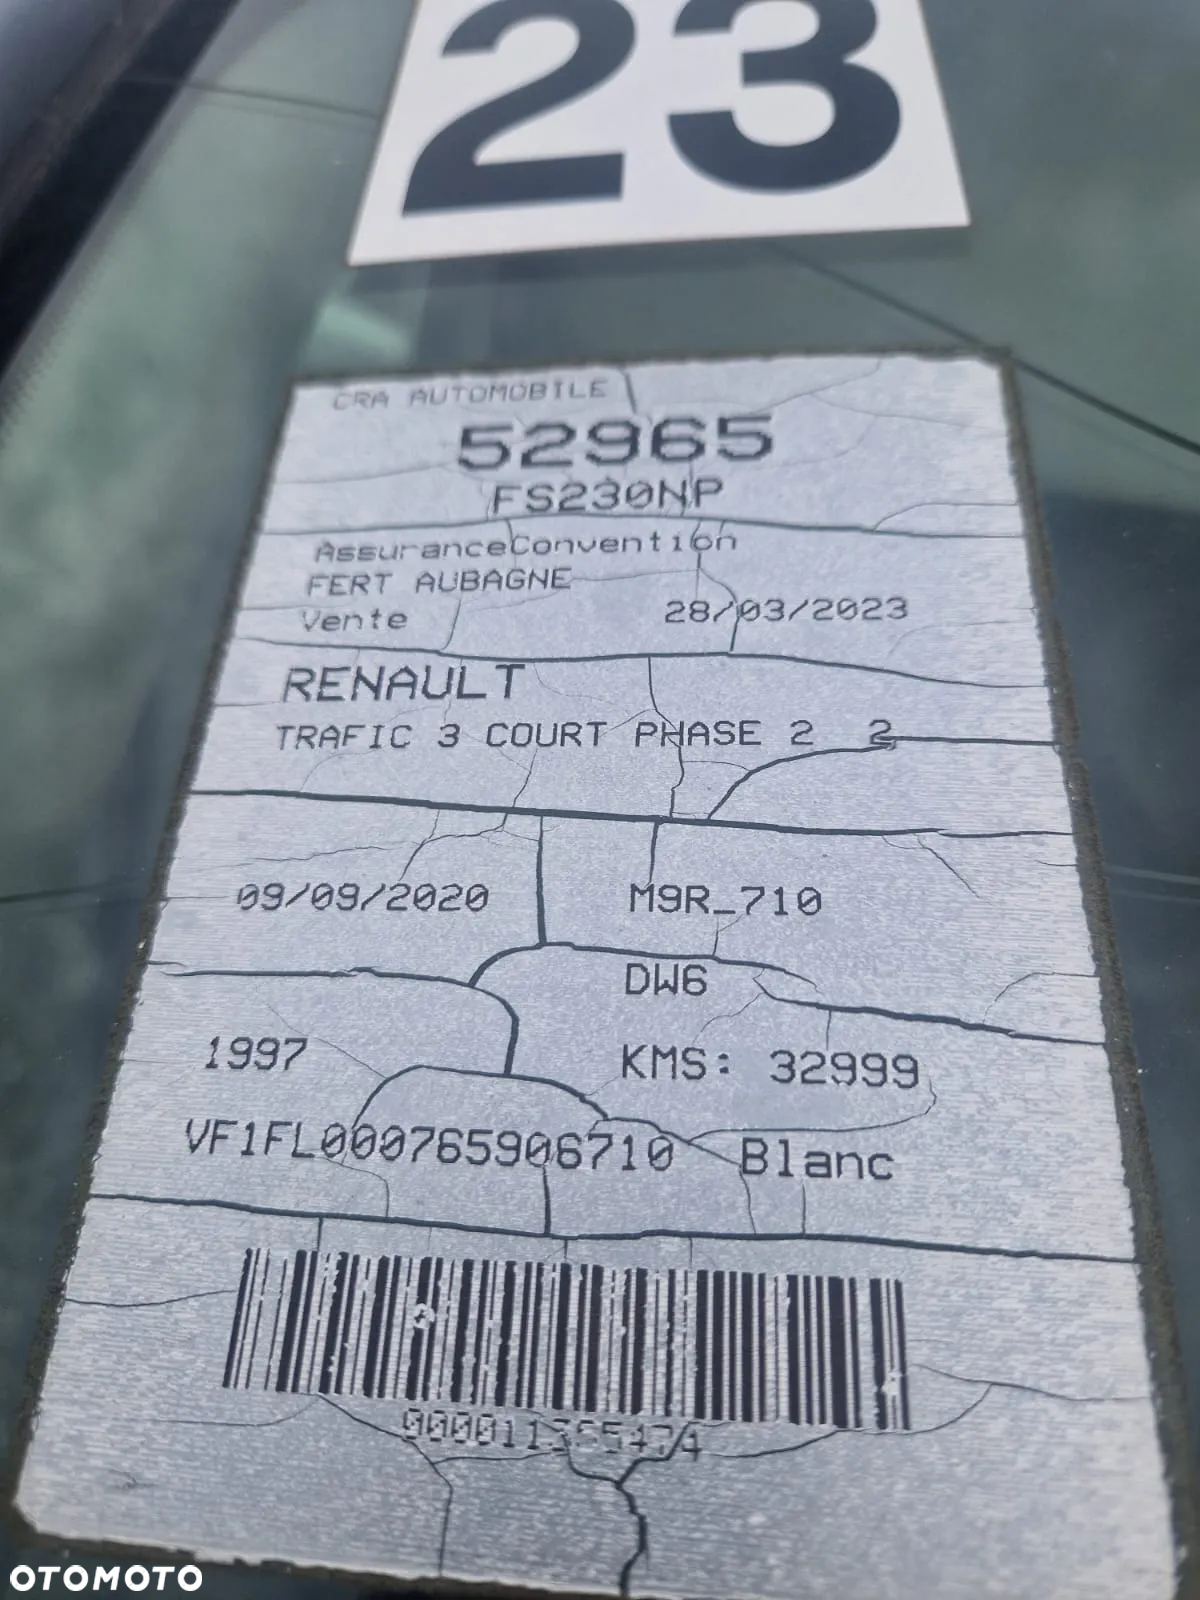 23
CRA AUTOMOBILE
52965
FS230NP
AssuranceConvention
FERT AUBAGNE
Vente 28/03/2023
RENAULT
TRAFIC 3 COURT PHASE 2 2
09/09/2020 M9R_710
DW6
1997 KMS: 32999
VF1FL000765906710 Blanc
OTOMOTO